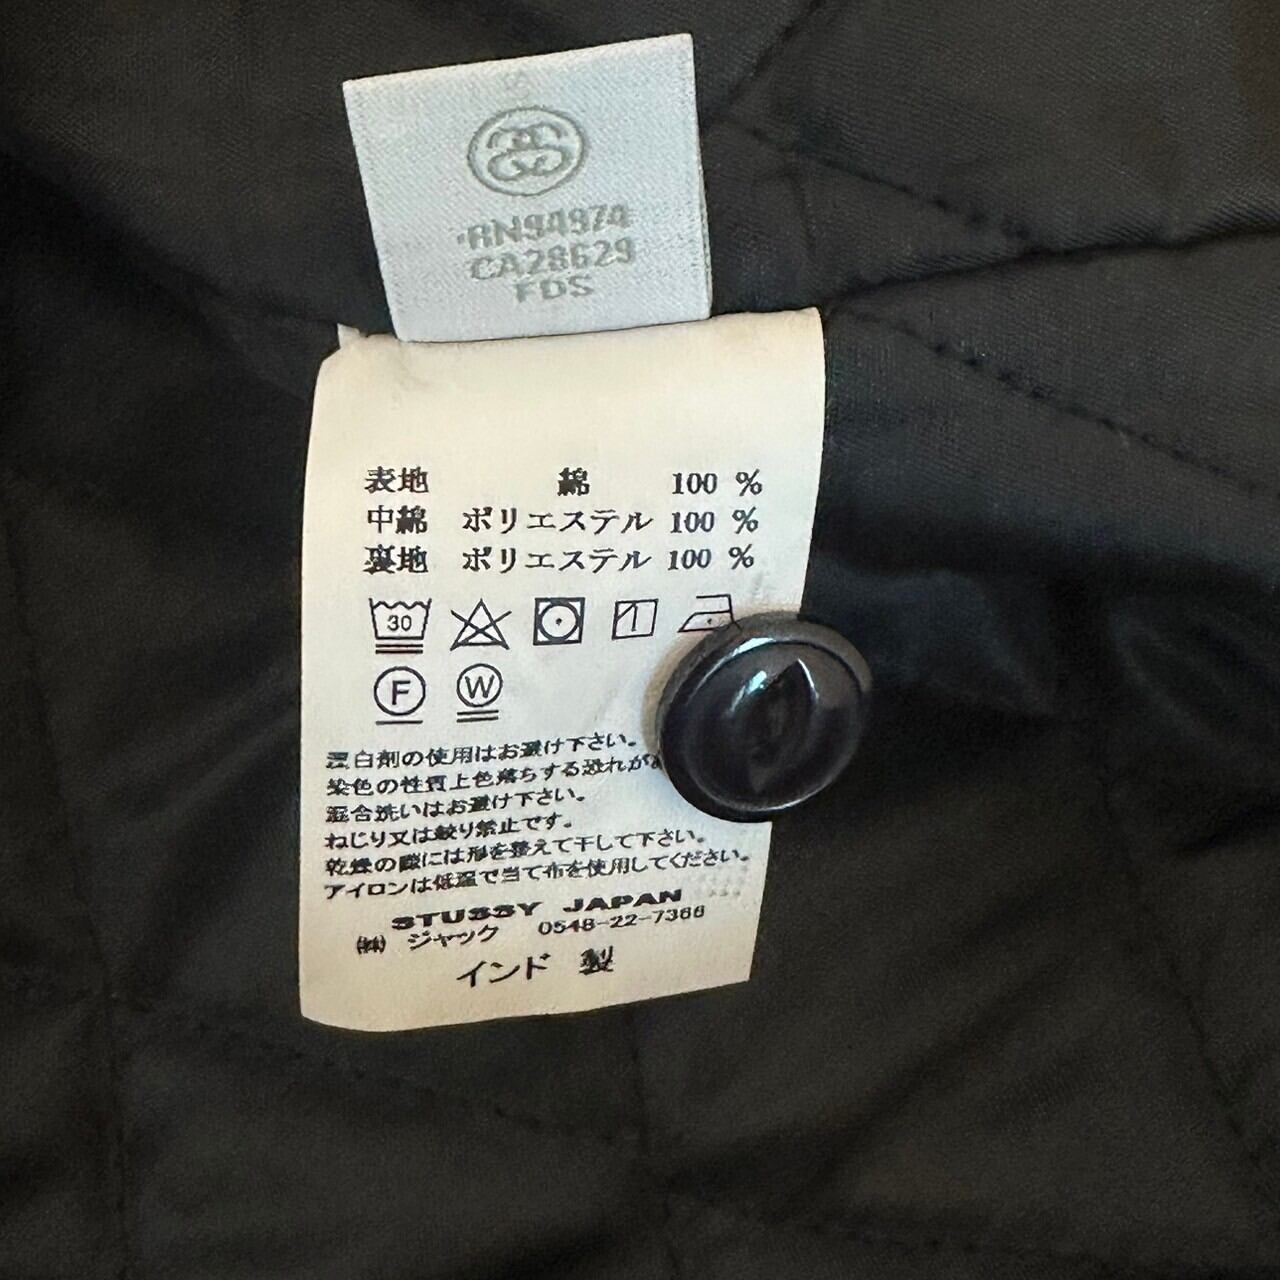 RN94974
CA28629
FDS
表地 綿 100 %
中綿 ポリエステル 100 %
裏地 ポリエステル 100 %
30
F W
漂白剤の使用はお避け下さい。
染色の性質上色落ちする恐れが
混合洗いはお避け下さい。
ねじり又は絞り禁止です。
乾燥の際には形を整えて干して下さい。
アイロンは低温で当て布を使用してください。
STUSSY JAPAN
㈱ ジャック 0548-22-7366
インド 製